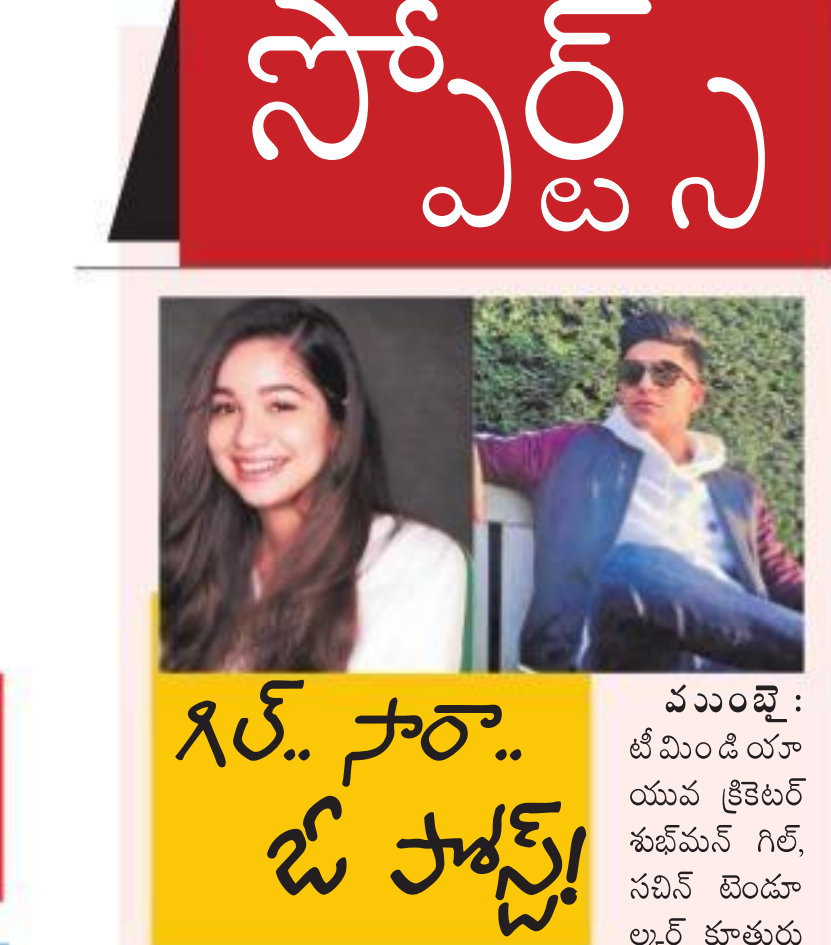 స్పోర్ట్స్
గిల్.. సారా..
ఓ పోస్ట్!
ముంబై :
టీమిండియా
యువ క్రికెటర్
శుభ్‌మన్ గిల్,
సచిన్ టెండూ
ల్కర్ కూతురు